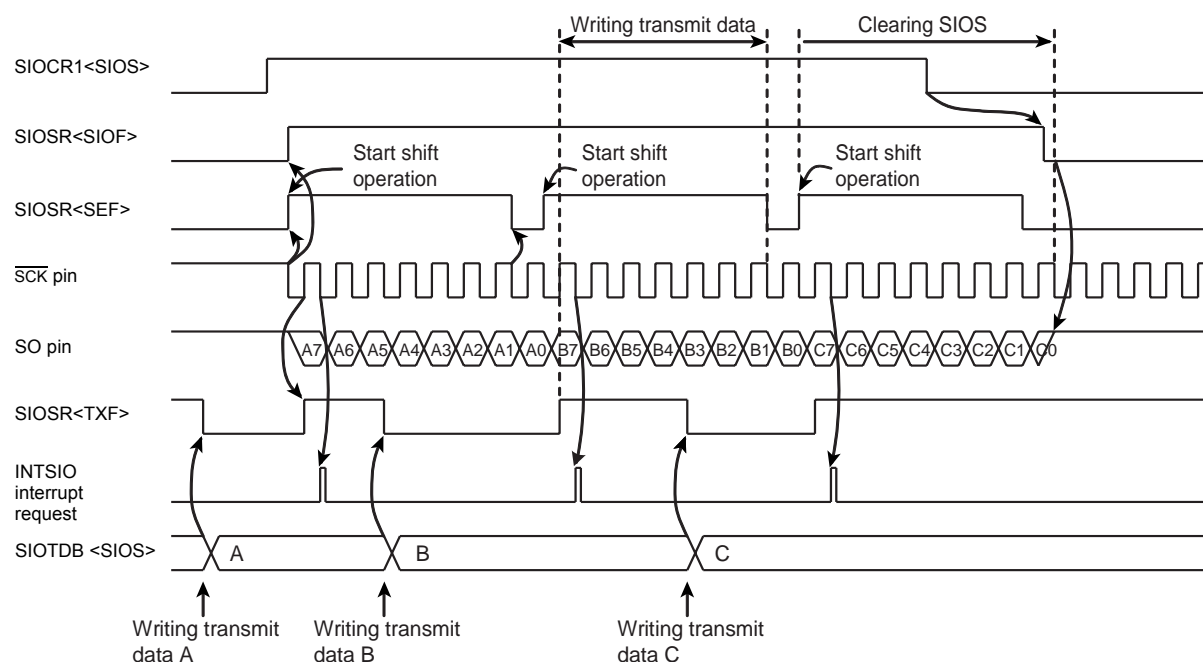 Writing transmit data
Clearing SIOS
SIOCR1<SIOS>
SIOSR<SIOF>
Start shift
operation
Start shift
operation
Start shift
operation
SIOSR<SEF>
SCK pin
SO pin
A7 A6 A5 A4 A3 A2 A1 A0 B7 B6 B5 B4 B3 B2 B1 B0 C7 C6 C5 C4 C3 C2 C1 C0
SIOSR<TXF>
INTSIO
interrupt
request
SIOTDB <SIOS>
A
B
C
Writing transmit
data A
Writing transmit
data B
Writing transmit
data C